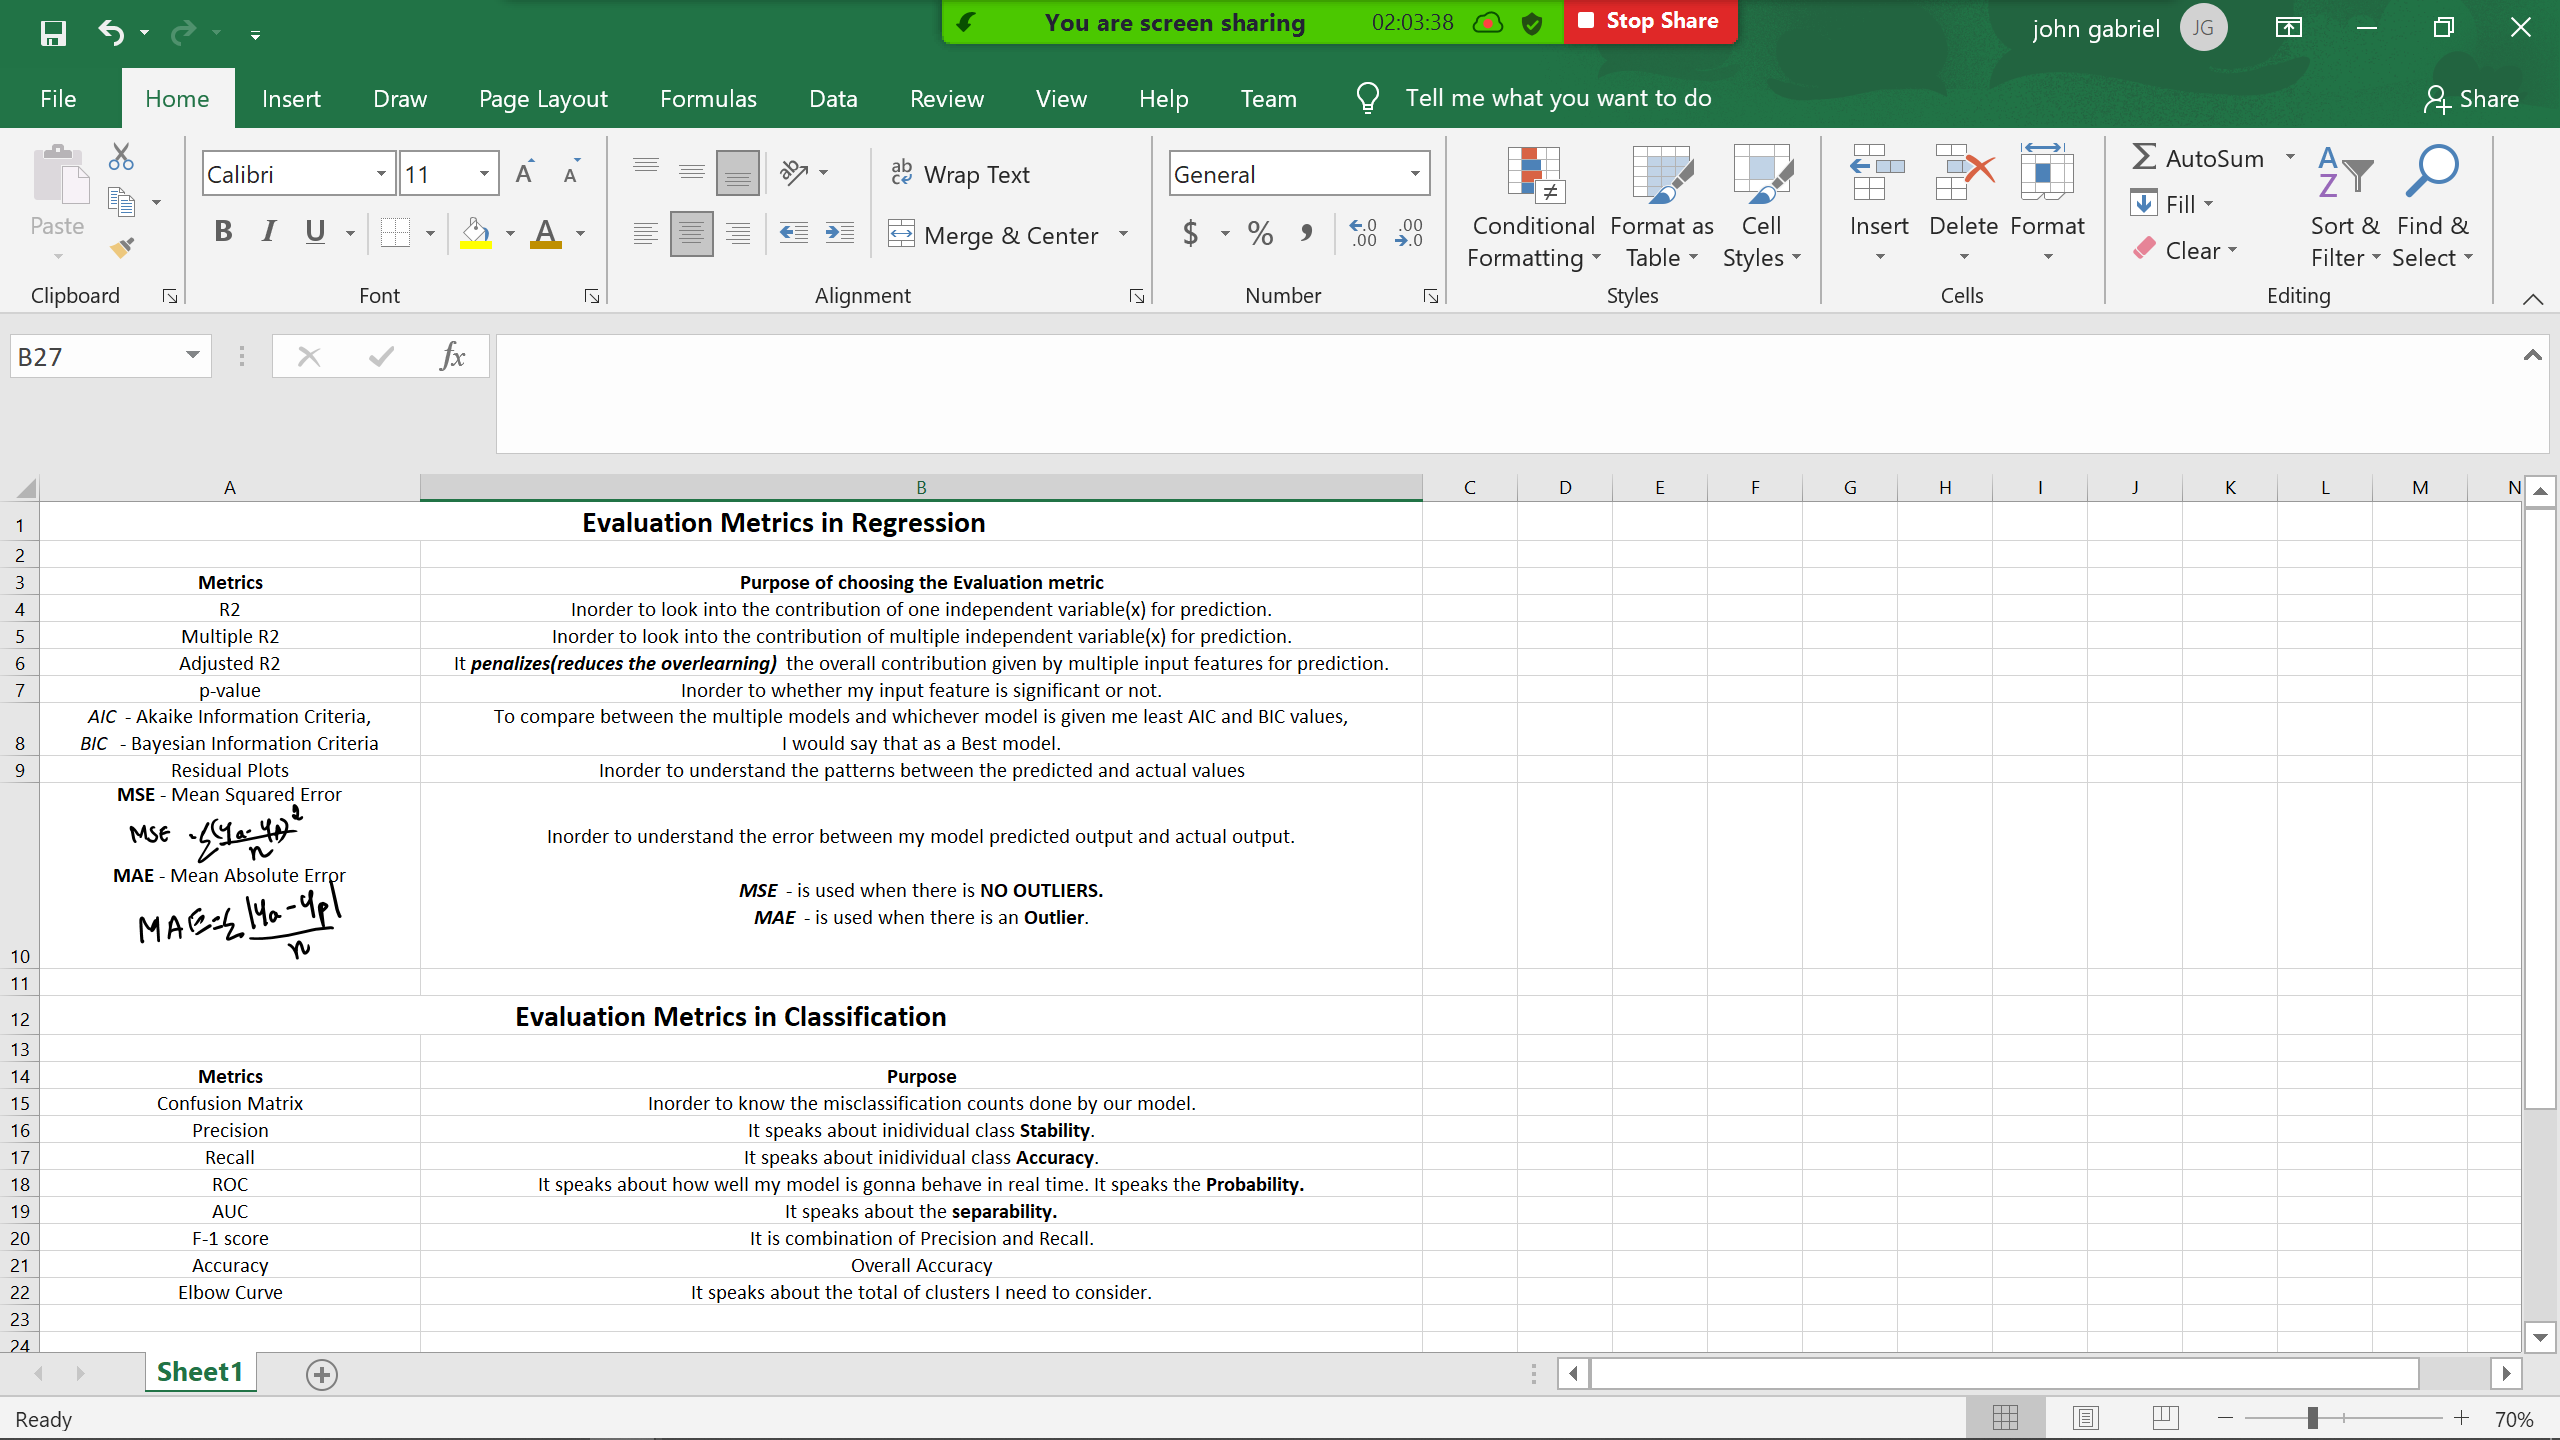 You are screen sharing 02:03:38 Stop Share
john gabriel JG
File Home Insert Draw Page Layout Formulas Data Review View Help Team Tell me what you want to do Share
Paste
Clipboard
Calibri 11 A A
B I U A
Font
ab Wrap Text
Merge & Center
Alignment
General
$ % , .0 .00 .00 .0
Number
Conditional Formatting
Format as Table
Cell Styles
Styles
Insert Delete Format
Cells
AutoSum
Fill
Clear
Sort & Filter
Find & Select
Editing
B27 fx
A B C D E F G H I J K L M N
1 Evaluation Metrics in Regression
2
3 Metrics Purpose of choosing the Evaluation metric
4 R2 Inorder to look into the contribution of one independent variable(x) for prediction.
5 Multiple R2 Inorder to look into the contribution of multiple independent variable(x) for prediction.
6 Adjusted R2 It penalizes(reduces the overlearning) the overall contribution given by multiple input features for prediction.
7 p-value Inorder to whether my input feature is significant or not.
AIC - Akaike Information Criteria, To compare between the multiple models and whichever model is given me least AIC and BIC values,
8 BIC - Bayesian Information Criteria I would say that as a Best model.
9 Residual Plots Inorder to understand the patterns between the predicted and actual values
MSE - Mean Squared Error
MSE = Σ(ya-yp)²/n
Inorder to understand the error between my model predicted output and actual output.
MAE - Mean Absolute Error
MSE - is used when there is NO OUTLIERS.
MAE = Σ|ya-yp|/n
MAE - is used when there is an Outlier.
10
11
12 Evaluation Metrics in Classification
13
14 Metrics Purpose
15 Confusion Matrix Inorder to know the misclassification counts done by our model.
16 Precision It speaks about inidividual class Stability.
17 Recall It speaks about inidividual class Accuracy.
18 ROC It speaks about how well my model is gonna behave in real time. It speaks the Probability.
19 AUC It speaks about the separability.
20 F-1 score It is combination of Precision and Recall.
21 Accuracy Overall Accuracy
22 Elbow Curve It speaks about the total of clusters I need to consider.
23
24
Sheet1
Ready 70%